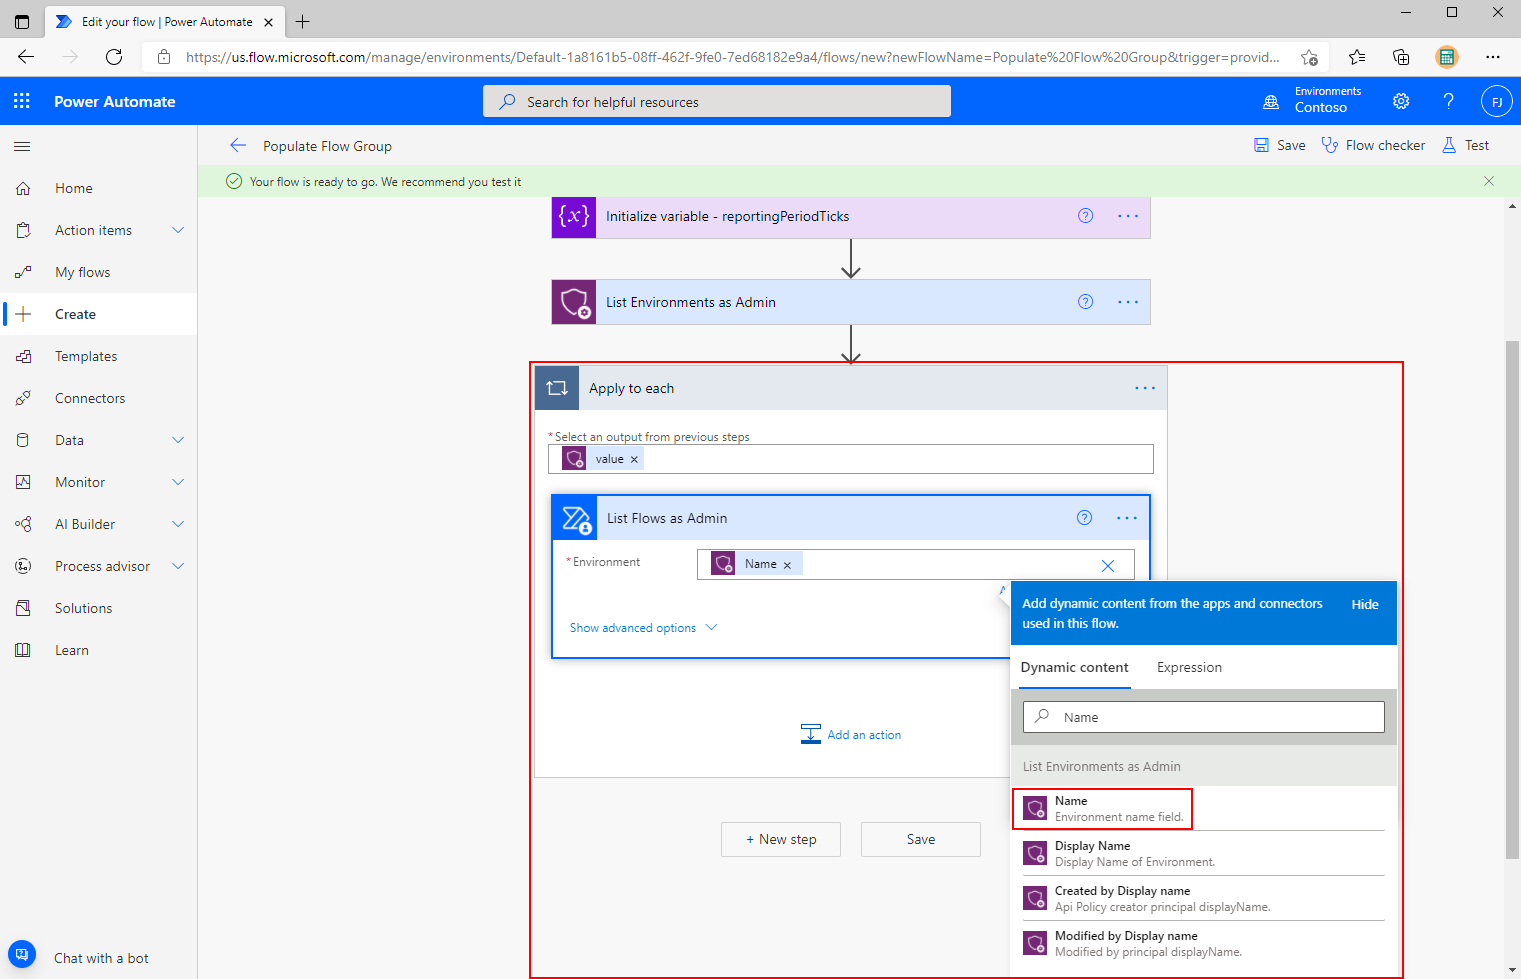 Edit your flow | Power Automate
https://us.flow.microsoft.com/manage/environments/Default-1a8161b5-08ff-462f-9fe0-7ed68182e9a4/flows/new?newFlowName=Populate%20Flow%20Group&trigger=provid...
Power Automate
Search for helpful resources
Environments
Contoso
?
FJ
Populate Flow Group
Save
Flow checker
Test
Your flow is ready to go. We recommend you test it
Home
Action items
My flows
Create
Templates
Connectors
Data
Monitor
AI Builder
Process advisor
Solutions
Learn
Chat with a bot
{x} Initialize variable - reportingPeriodTicks ? ...
List Environments as Admin ? ...
Apply to each ...
* Select an output from previous steps
value ×
List Flows as Admin ? ...
* Environment
Name ×
Show advanced options
Add an action
+ New step
Save
Add dynamic content from the apps and connectors
used in this flow.
Hide
Dynamic content
Expression
Name
List Environments as Admin
Name
Environment name field.
Display Name
Display Name of Environment.
Created by Display name
Api Policy creator principal displayName.
Modified by Display name
Modified by principal displayName.